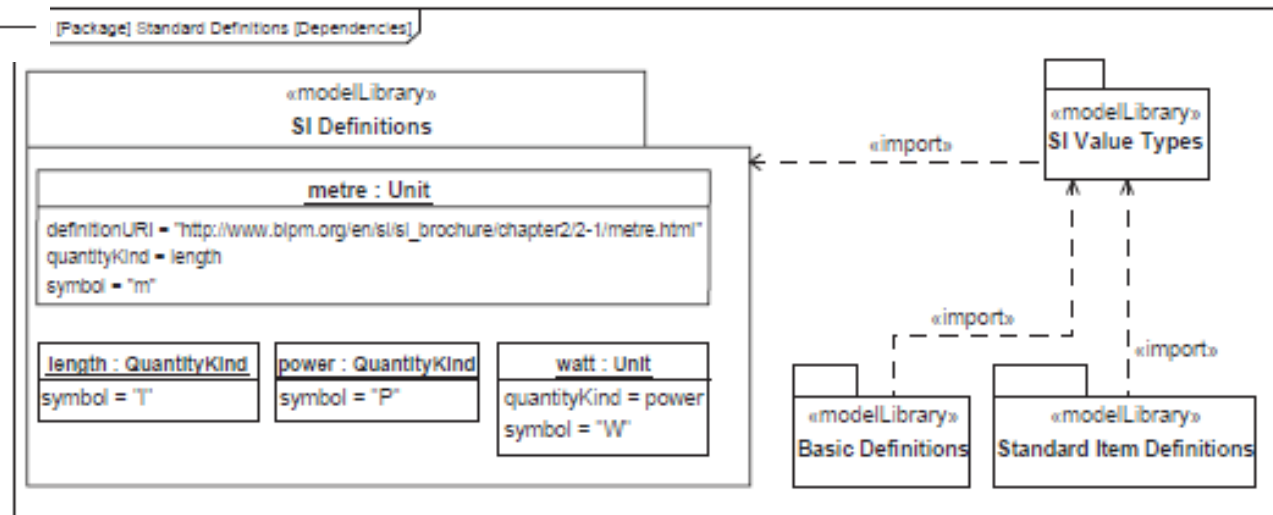 [Package] Standard Definitions [Dependencies]
«modelLibrary»
SI Definitions
metre : Unit
definitionURI = "http://www.bipm.org/en/si/si_brochure/chapter2/2-1/metre.html"
quantityKind = length
symbol = "m"
length : QuantityKind
symbol = "l"
power : QuantityKind
symbol = "P"
watt : Unit
quantityKind = power
symbol = "W"
«import»
«modelLibrary»
SI Value Types
«import»
«import»
«modelLibrary»
Basic Definitions
«modelLibrary»
Standard Item Definitions